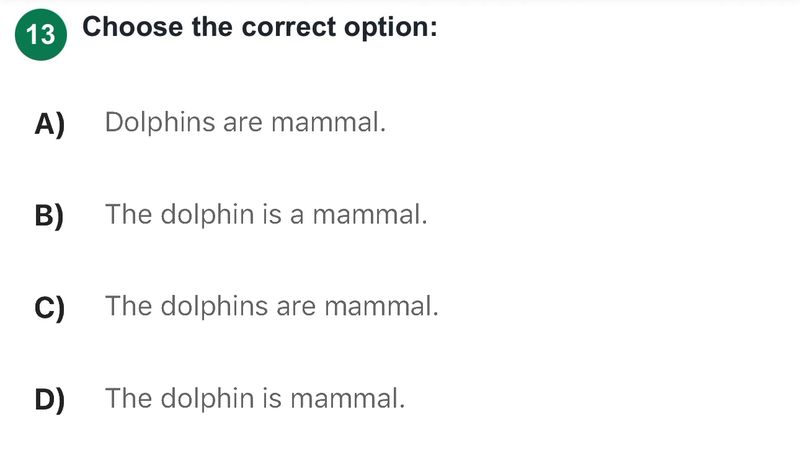 13 Choose the correct option:
A) Dolphins are mammal.
B) The dolphin is a mammal.
C) The dolphins are mammal.
D) The dolphin is mammal.